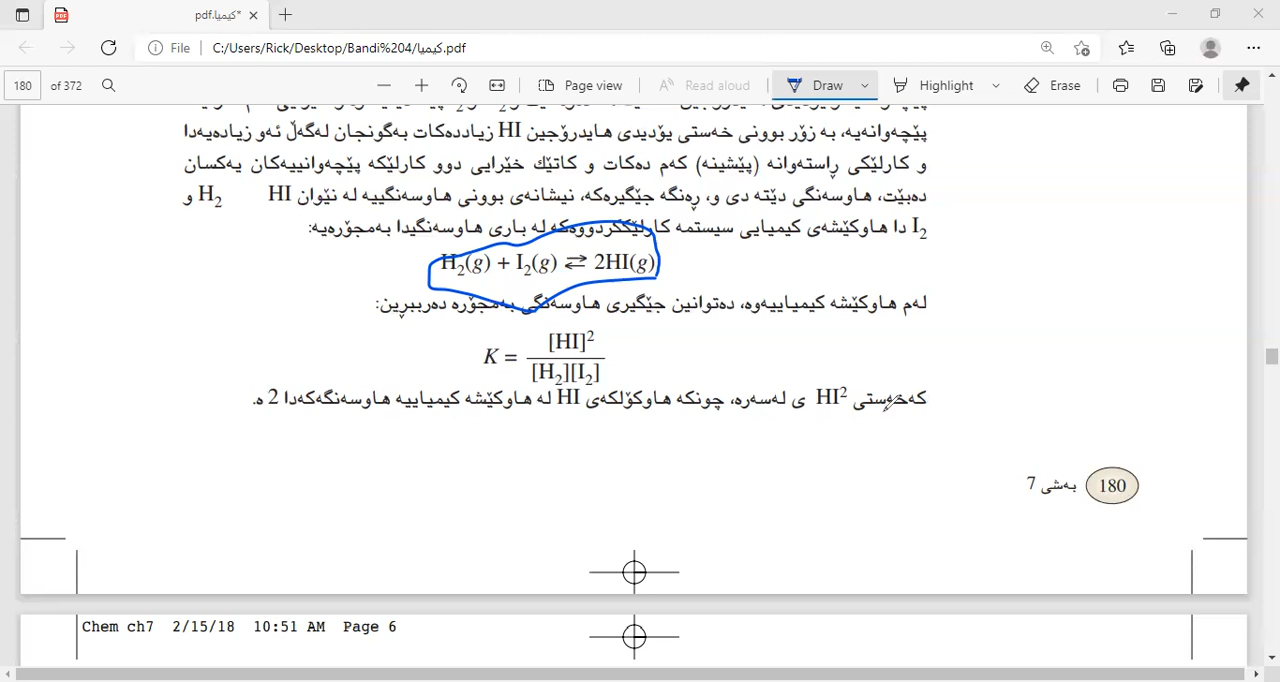 کیمیا.pdf*
File C:/Users/Rick/Desktop/Bandi%204/کیمیا.pdf
180 of 372 Page view Read aloud Draw Highlight Erase
پێچەوانەیە، بە زۆر بوونی خەستی یۆدیدی هایدرۆجین HI زیاددەکات بەگونجان لەگەڵ ئەو زیادەیەدا
و کارلێکی ڕاستەوانە (پێشینە) کەم دەکات و کاتێك خێرایی دوو کارلێکە پێچەوانییەکان یەکسان
دەبێت، هاوسەنگی دێتە دی و، ڕەنگە جێگیرەکە، نیشانەی بوونی هاوسەنگییە لە نێوان HI H₂ و
I₂ دا هاوکێشەی کیمیایی سیستمە کارلێککردووەکە لە باری هاوسەنگیدا بەمجۆرەیە:
H₂(g) + I₂(g) ⇄ 2HI(g)
لەم هاوکێشە کیمیاییەوە، دەتوانین جێگیری هاوسەنگی بەمجۆرە دەرببڕین:
K = [HI]² / [H₂][I₂]
کەخەستی HI² ی لەسەرە، چونکە هاوکۆلکەی HI لە هاوکێشە کیمیاییە هاوسەنگەکەدا 2 ە.
180 بەشی 7
Chem ch7 2/15/18 10:51 AM Page 6